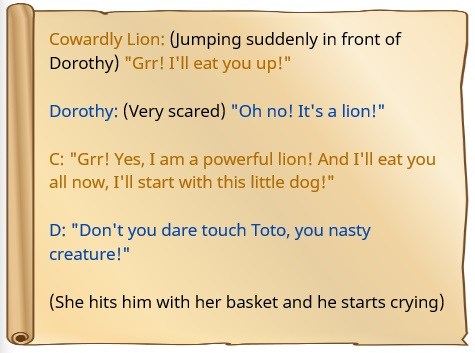 Cowardly Lion: (Jumping suddenly in front of
Dorothy) "Grr! I'll eat you up!"
Dorothy: (Very scared) "Oh no! It's a lion!"
C: "Grr! Yes, I am a powerful lion! And I'll eat you
all now, I'll start with this little dog!"
D: "Don't you dare touch Toto, you nasty
creature!"
(She hits him with her basket and he starts crying)